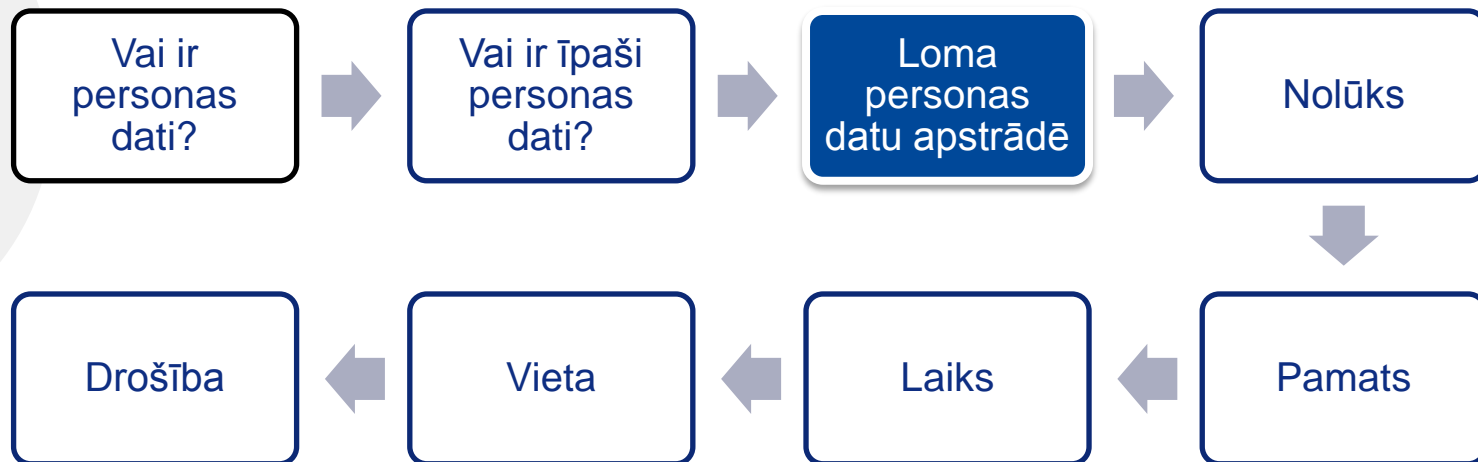 Vai ir
personas
dati?
Vai ir īpaši
personas
dati?
Loma
personas
datu apstrādē
Nolūks
Pamats
Laiks
Vieta
Drošība